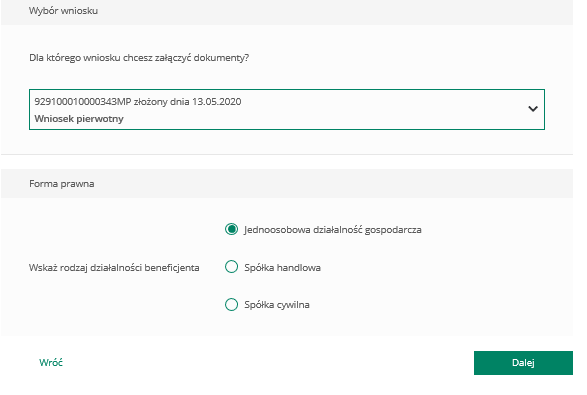 Wybór wniosku
Dla którego wniosku chcesz załączyć dokumenty?
929100010000343MP złożony dnia 13.05.2020
Wniosek pierwotny
Forma prawna
Jednoosobowa działalność gospodarcza
Wskaż rodzaj działalności beneficjenta
Spółka handlowa
Spółka cywilna
Wróć
Dalej